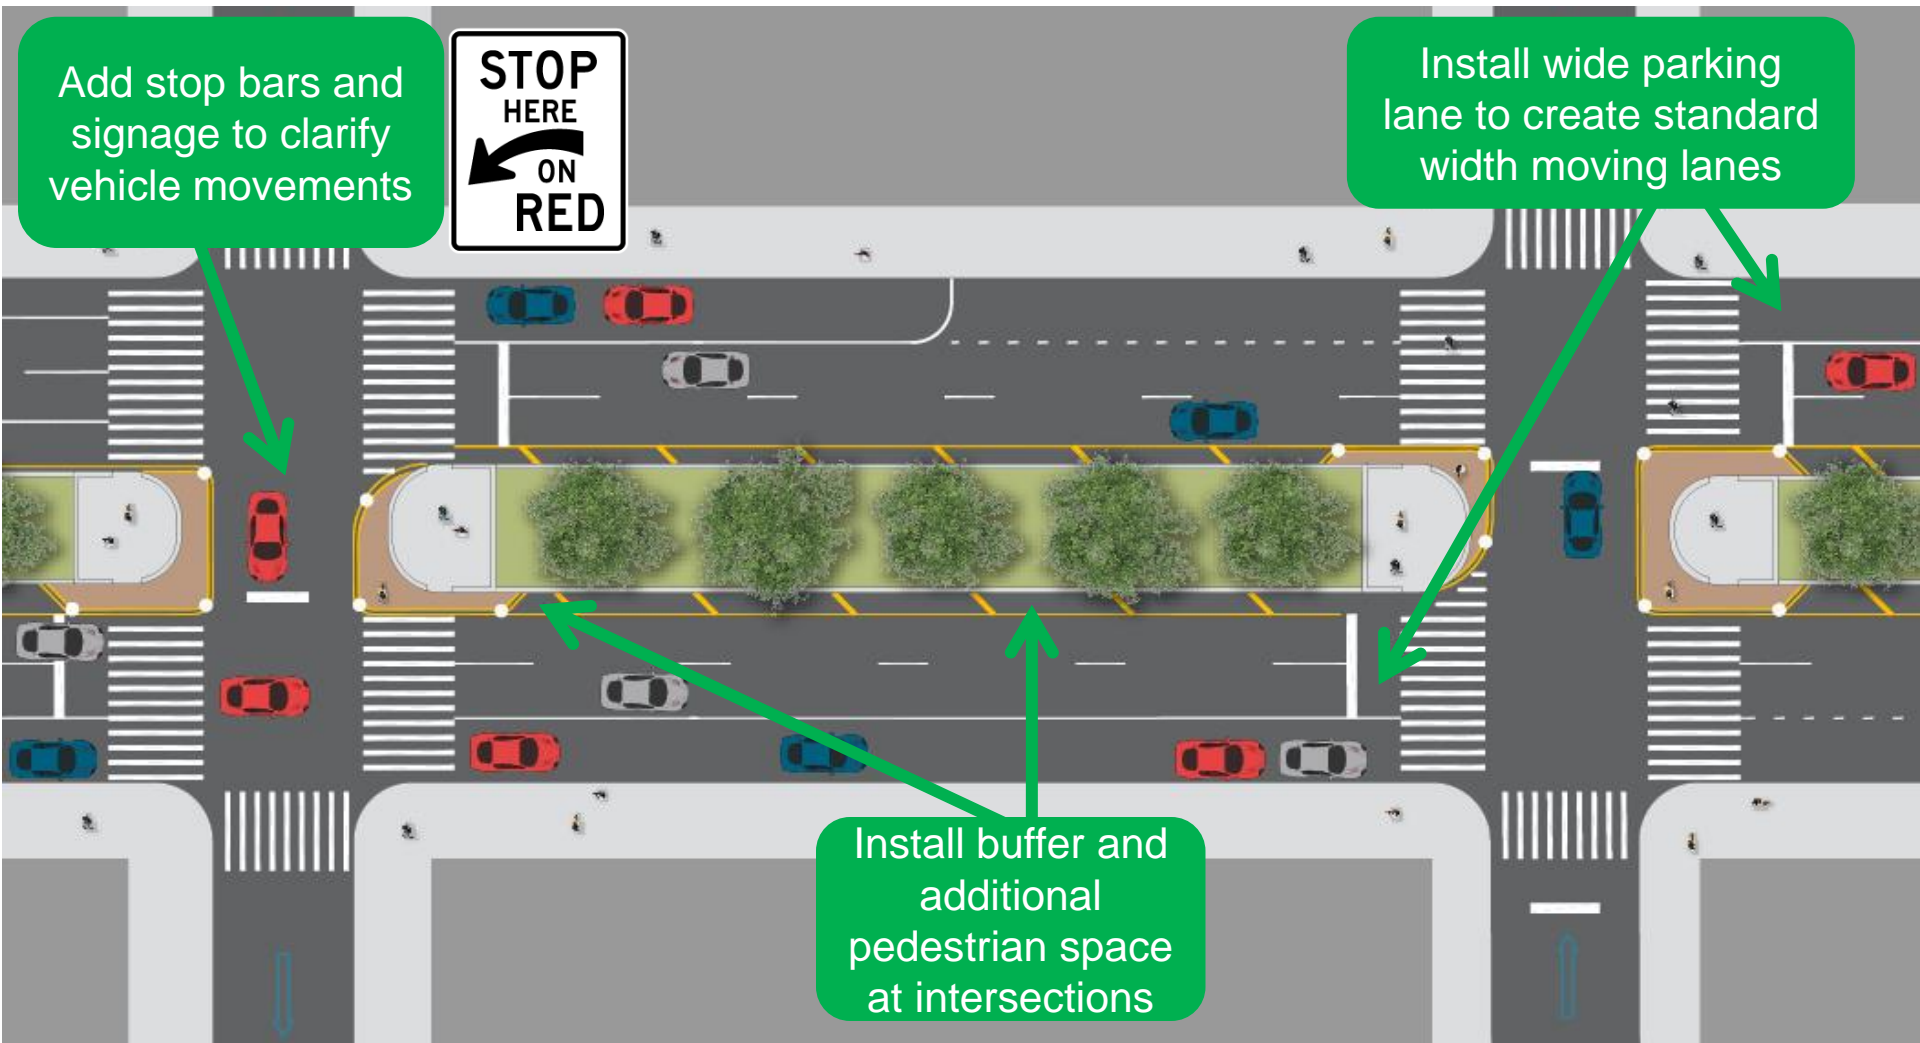 Add stop bars and
signage to clarify
vehicle movements
STOP
HERE
ON
RED
Install wide parking
lane to create standard
width moving lanes
Install buffer and
additional
pedestrian space
at intersections